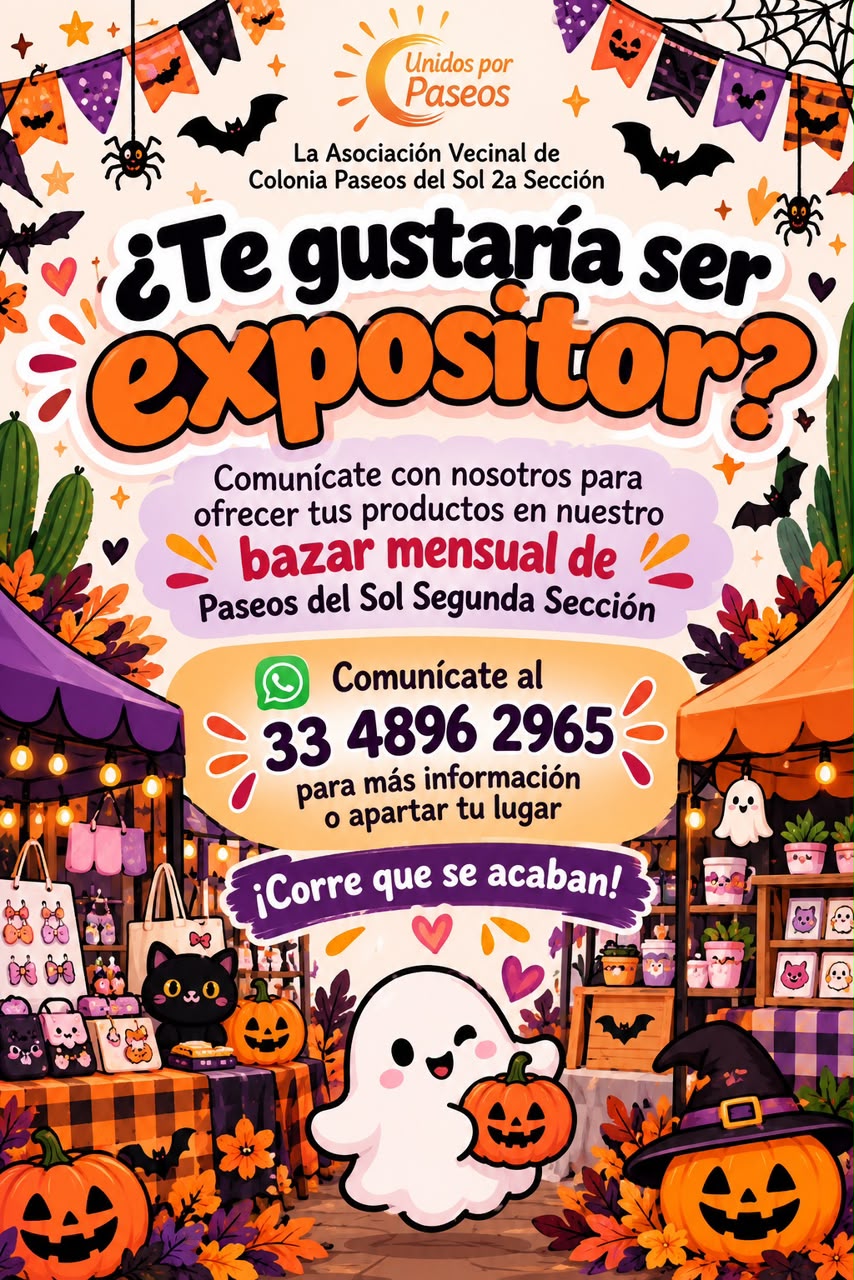 Unidos por
Paseos
La Asociación Vecinal de
Colonia Paseos del Sol 2a Sección
¿Te gustaría ser
expositor?
Comunícate con nosotros para
ofrecer tus productos en nuestro
bazar mensual de
Paseos del Sol Segunda Sección
Comunícate al
33 4896 2965
para más información
o apartar tu lugar
¡Corre que se acaban!